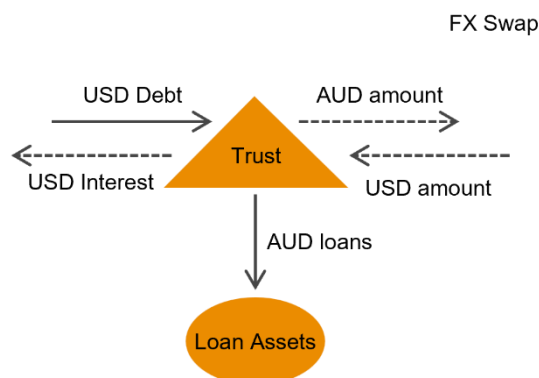 FX Swap
USD Debt
AUD amount
Trust
USD Interest
USD amount
AUD loans
Loan Assets